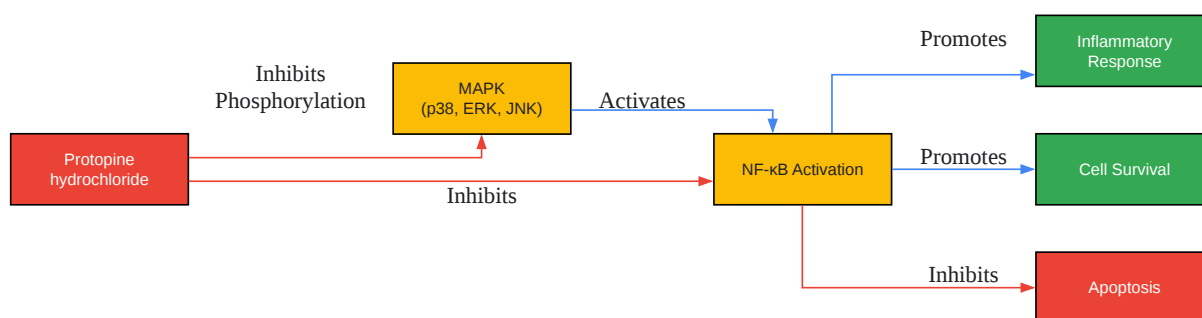 Promotes
Inflammatory
Response
Inhibits
Phosphorylation
MAPK
(p38, ERK, JNK)
Activates
Protopine
hydrochloride
Inhibits
NF-κB Activation
Promotes
Cell Survival
Inhibits
Apoptosis